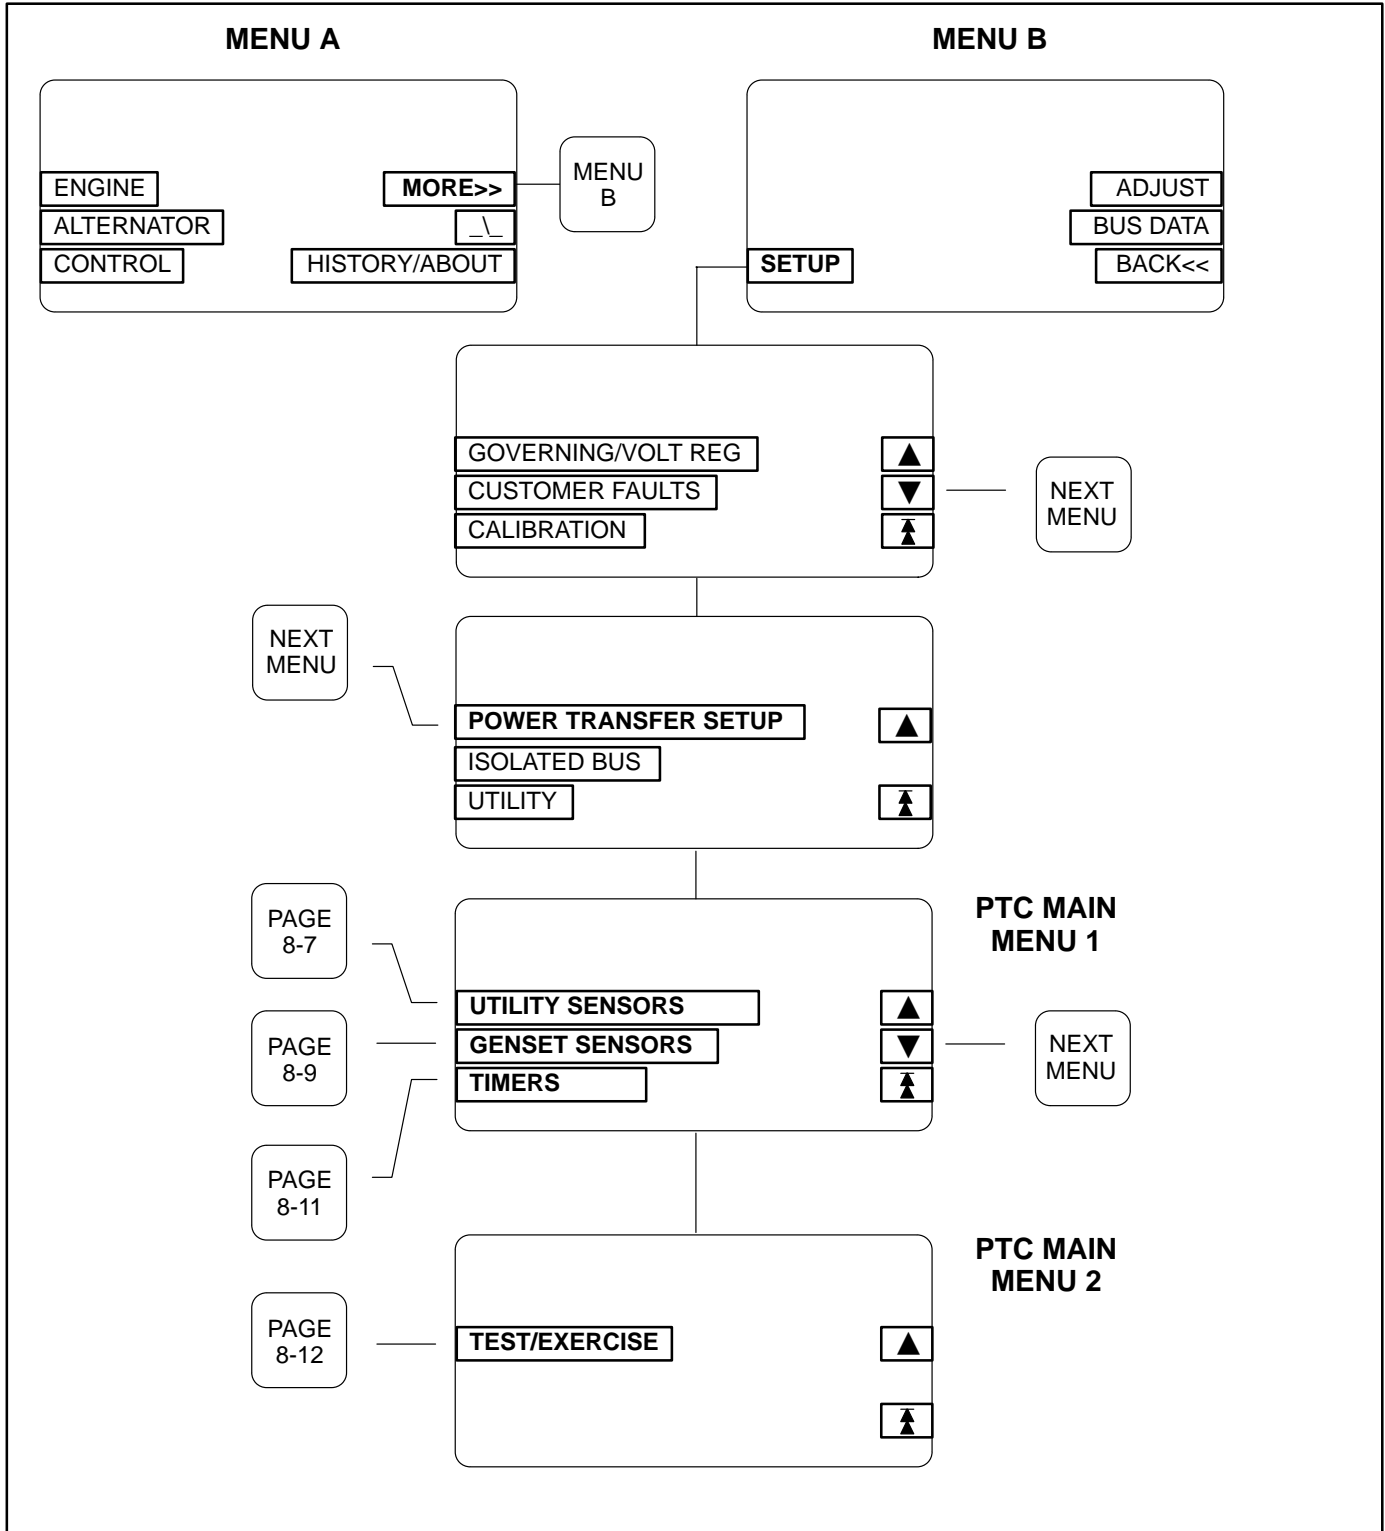 MENU A
MENU B
ENGINE
MORE>>
ALTERNATOR
_\_
CONTROL
HISTORY/ABOUT
MENU
B
ADJUST
BUS DATA
SETUP
BACK<<
GOVERNING/VOLT REG
CUSTOMER FAULTS
CALIBRATION
NEXT
MENU
NEXT
MENU
POWER TRANSFER SETUP
ISOLATED BUS
UTILITY
PTC MAIN
MENU 1
PAGE
8-7
UTILITY SENSORS
PAGE
8-9
GENSET SENSORS
NEXT
MENU
TIMERS
PAGE
8-11
PTC MAIN
MENU 2
PAGE
8-12
TEST/EXERCISE